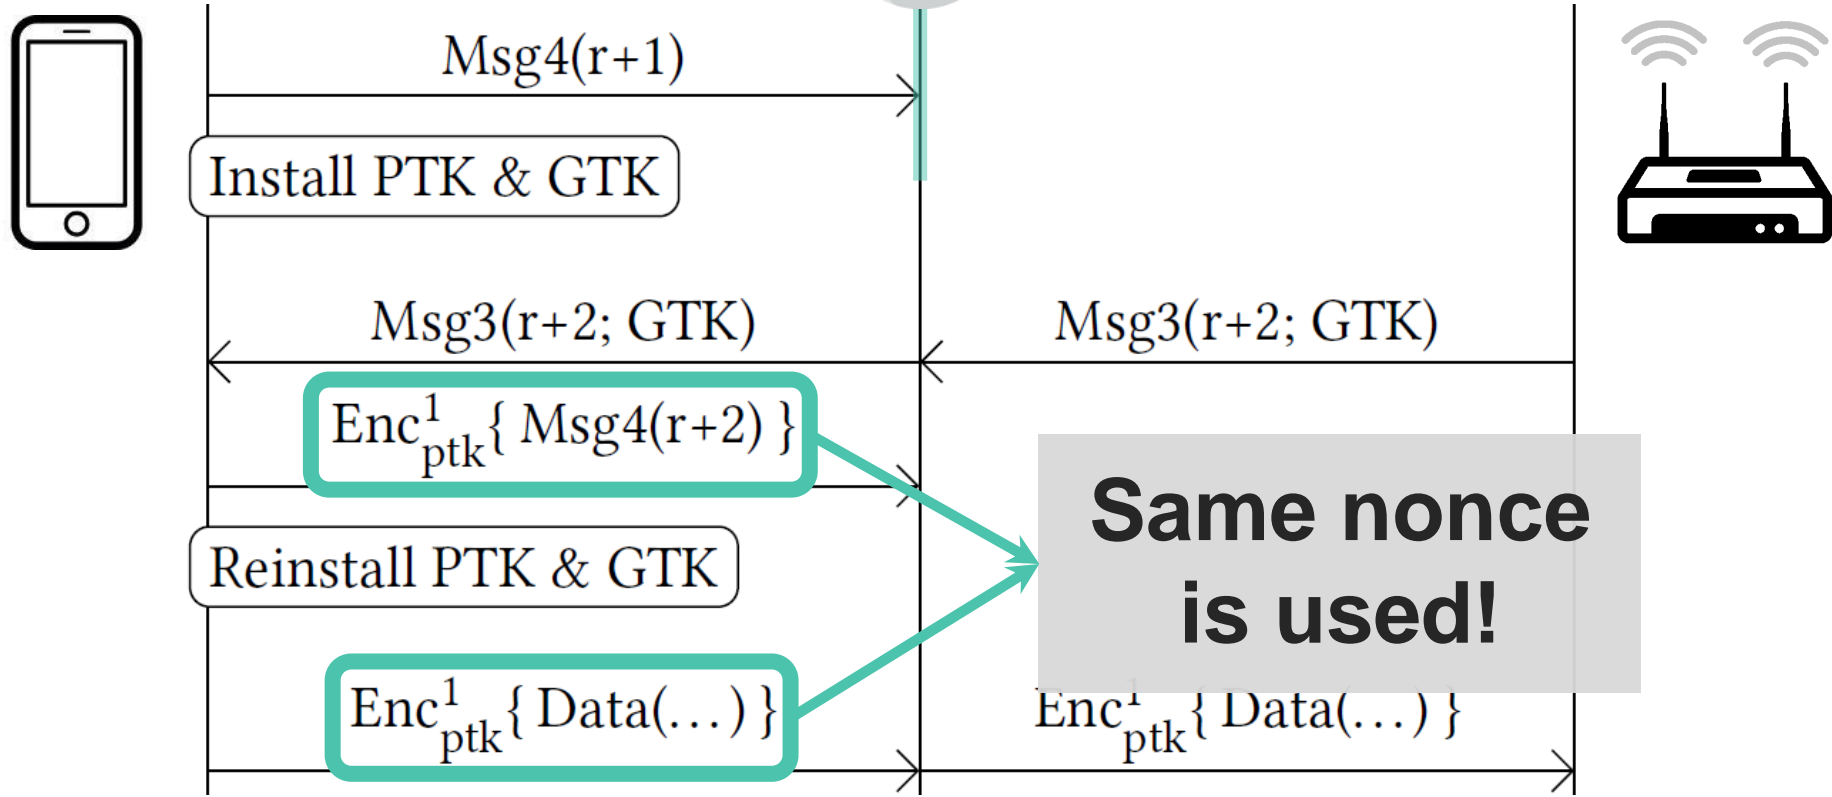 Msg4(r+1)
Install PTK & GTK
Msg3(r+2; GTK)
Msg3(r+2; GTK)
Enc¹ₚₜₖ{ Msg4(r+2) }
Same nonce
is used!
Reinstall PTK & GTK
Enc¹ₚₜₖ{ Data(…) }
Enc¹ₚₜₖ{ Data(…) }